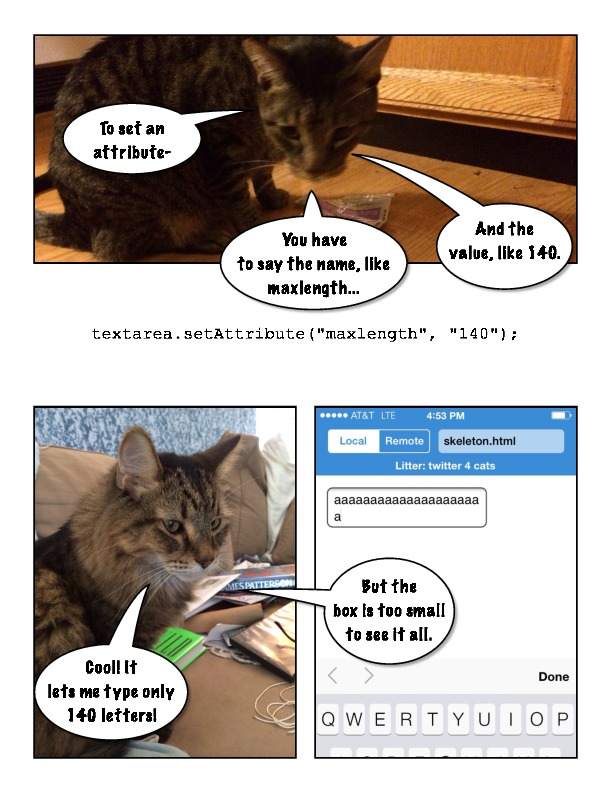 To set an
attribute-
You have
to say the name, like
maxlength...
And the
value, like 140.
textarea.setAttribute("maxlength", "140");
AT&T LTE 4:53 PM
Local Remote skeleton.html
Litter: twitter 4 cats
aaaaaaaaaaaaaaaaaaaa
a
JAMES PATTERSON
But the
box is too small
to see it all.
Cool! It
lets me type only
140 letters!
Done
Q W E R T Y U I O P